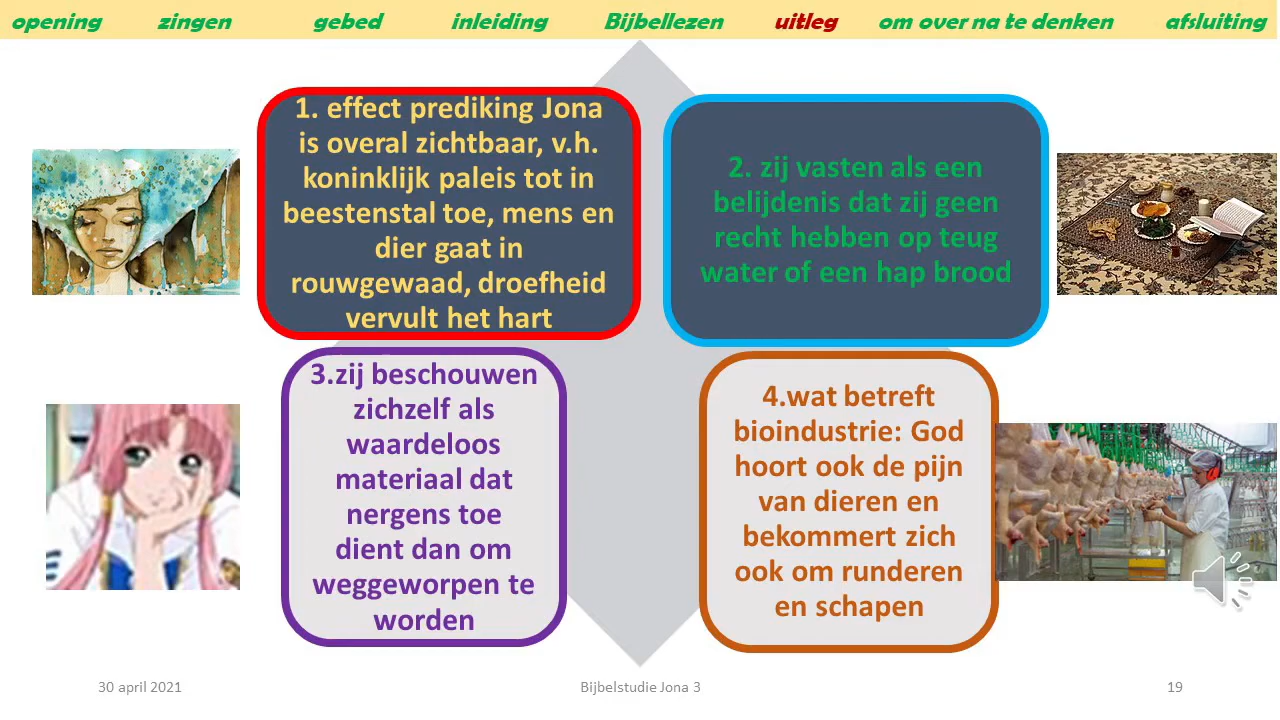 opening zingen gebed inleiding Bijbellezen uitleg om over na te denken afsluiting
1. effect prediking Jona
is overal zichtbaar, v.h.
koninklijk paleis tot in
beestenstal toe, mens en
dier gaat in
rouwgewaad, droefheid
vervult het hart
2. zij vasten als een
belijdenis dat zij geen
recht hebben op teug
water of een hap brood
3.zij beschouwen
zichzelf als
waardeloos
materiaal dat
nergens toe
dient dan om
weggeworpen te
worden
4.wat betreft
bioindustrie: God
hoort ook de pijn
van dieren en
bekommert zich
ook om runderen
en schapen
30 april 2021
Bijbelstudie Jona 3
19